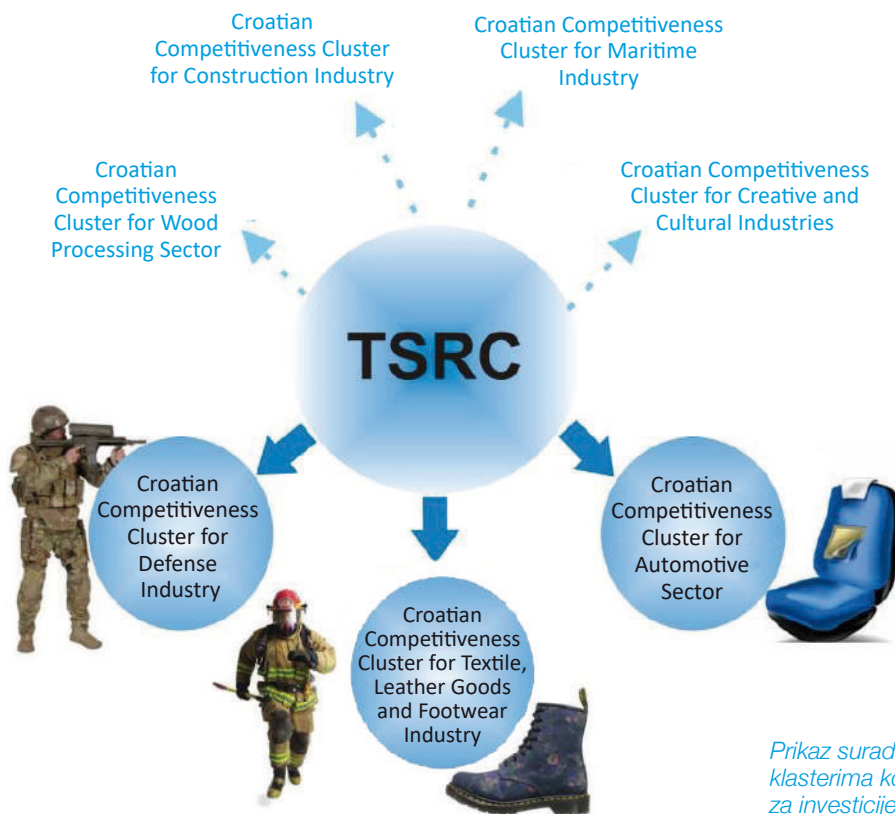 Croatian
Competitiveness Cluster
for Construction Industry
Croatian Competitiveness
Cluster for Maritime
Industry
Croatian
Competitiveness
Cluster for Wood
Processing Sector
Croatian Competitiveness
Cluster for Creative and
Cultural Industries
TSRC
Croatian
Competitiveness
Cluster for
Defense
Industry
Croatian
Competitiveness
Cluster for Textile,
Leather Goods
and Footwear
Industry
Croatian
Competitiveness
Cluster for
Automotive
Sector
Prikaz surad
klasterima ko
za investicije